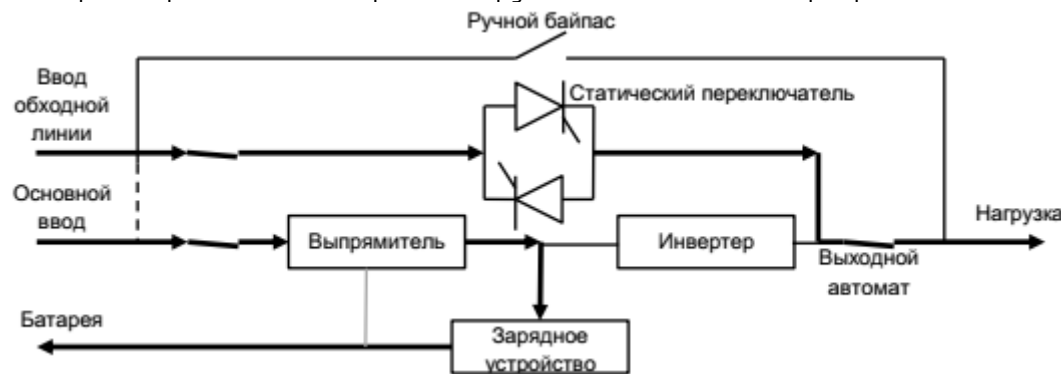 Ручной байпас
Ввод
обходной
линии
Статический переключатель
Основной
ввод
Выпрямитель
Инвертер
Нагрузка
Выходной
автомат
Батарея
Зарядное
устройство